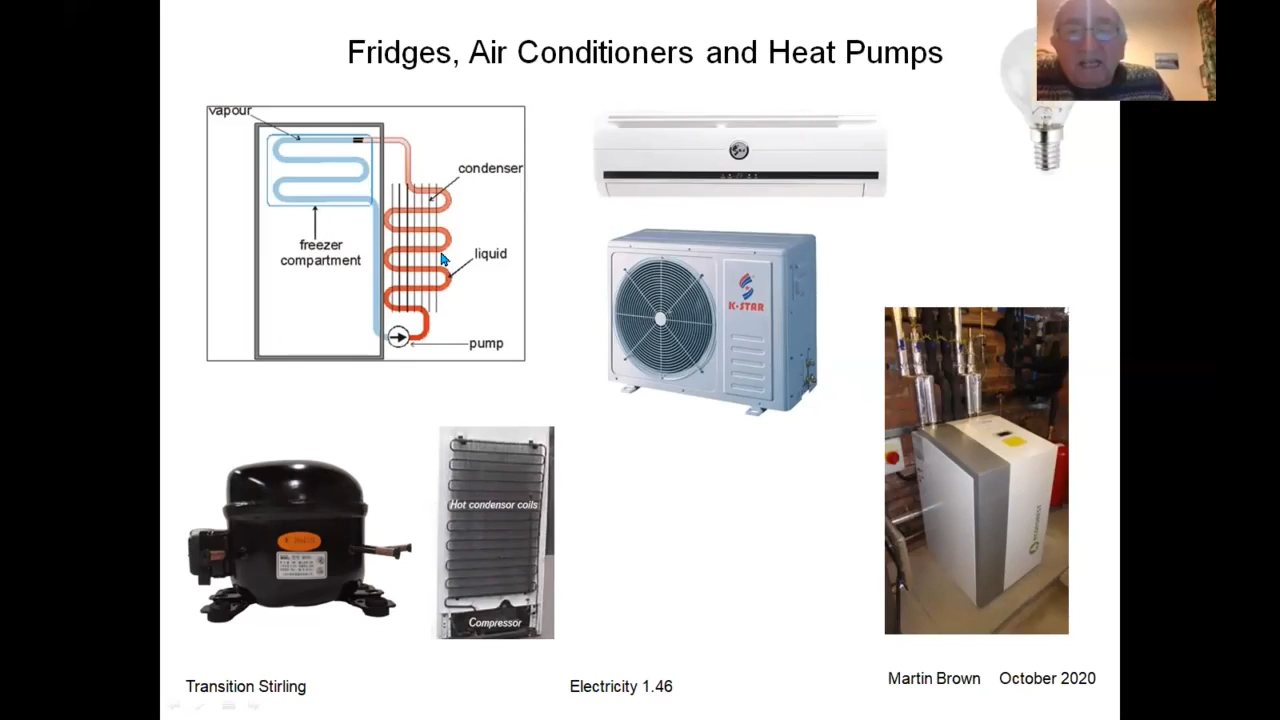 Fridges, Air Conditioners and Heat Pumps
vapour
condenser
freezer
compartment
liquid
pump
K-STAR
Hot condensor coils
Compressor
Transition Stirling
Electricity 1.46
Martin Brown October 2020